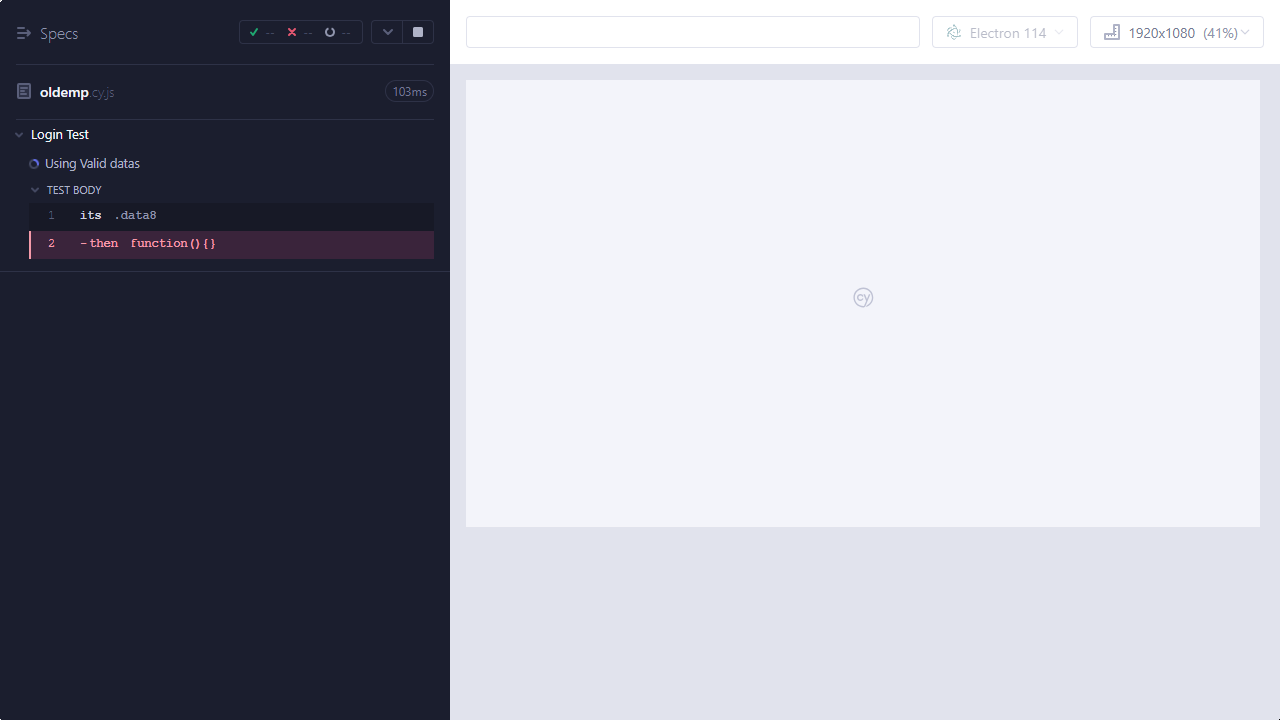 Specs
-- -- --
Electron 114
1920x1080 (41%)
oldemp.cy.js
103ms
Login Test
Using Valid datas
TEST BODY
1 its .data8
2 -then function(){}
cy